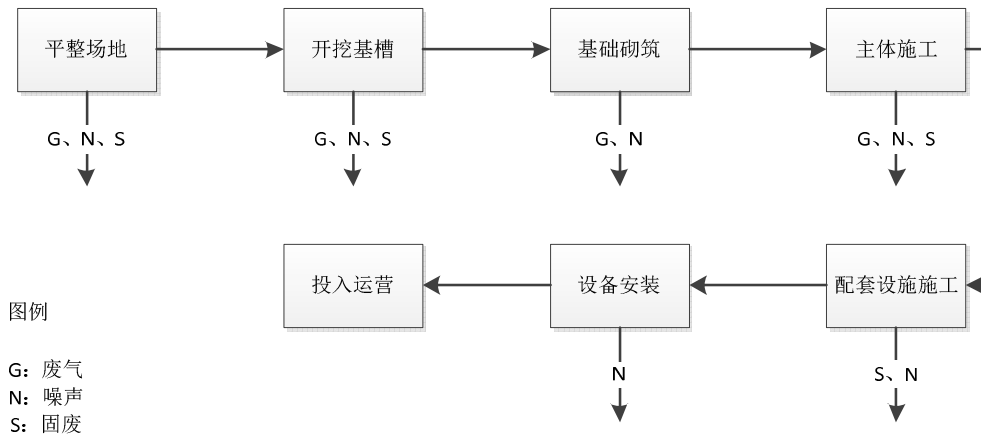 平整场地
开挖基槽
基础砌筑
主体施工
G、N、S
G、N、S
G、N
G、N、S
投入运营
设备安装
配套设施施工
N
S、N
图例
G：废气
N：噪声
S：固废